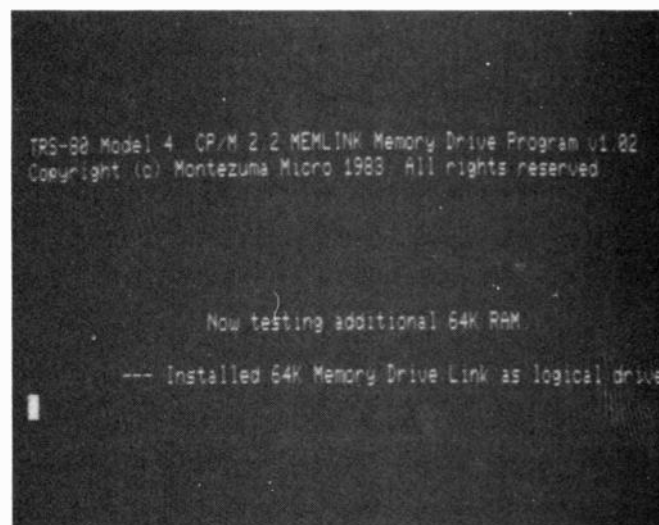 TRS-80 Model 4 CP/M 2.2 MEMLINK Memory Drive Program v1.02
Copyright (c) Montezuma Micro 1983 All rights reserved
Now testing additional 64K RAM
--- Installed 64K Memory Drive Link as logical drive